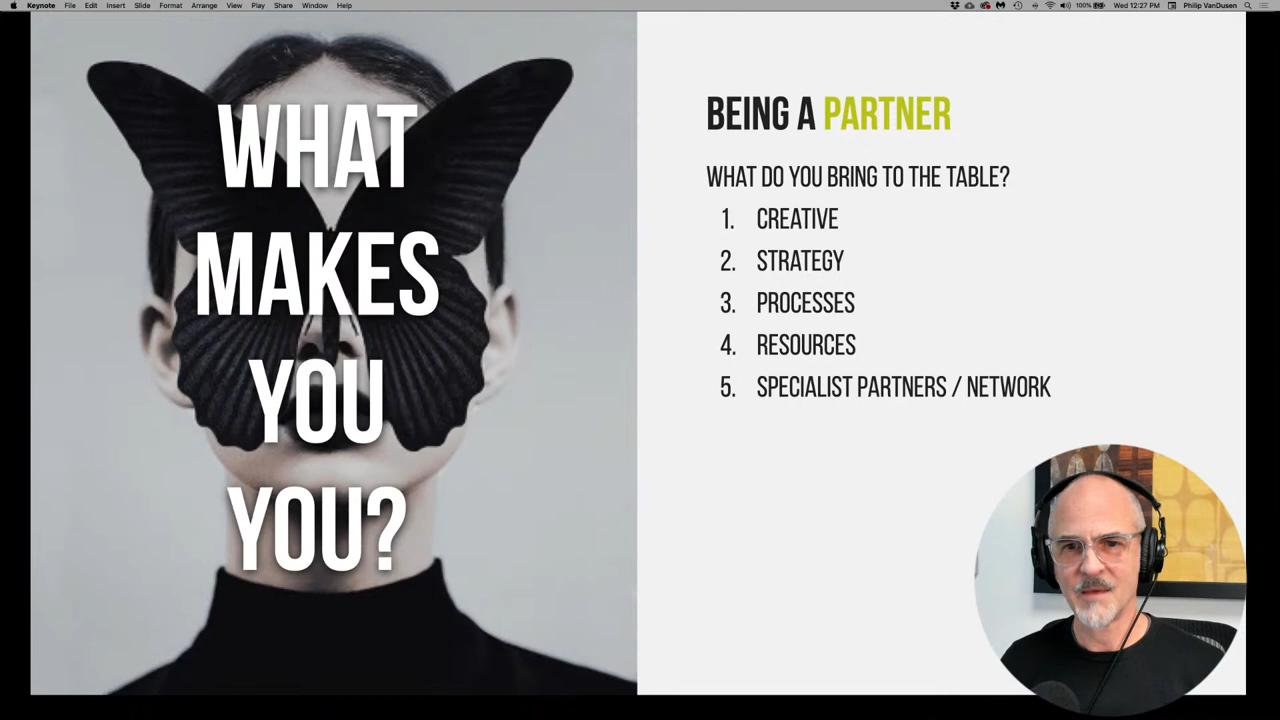 Keynote File Edit Insert Slide Format Arrange View Play Share Window Help 100% Wed 12:27 PM Philip VanDusen
WHAT
MAKES
YOU
YOU?
BEING A PARTNER
WHAT DO YOU BRING TO THE TABLE?
1. CREATIVE
2. STRATEGY
3. PROCESSES
4. RESOURCES
5. SPECIALIST PARTNERS / NETWORK